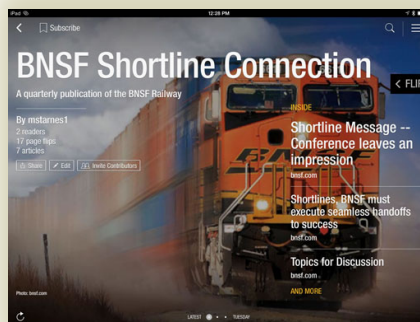 iPad
12:28 PM
Subscribe
BNSF Shortline Connection
A quarterly publication of the BNSF Railway
By mstarnes1
2 readers
17 page flips
7 articles
Share
Edit
Invite Contributors
< FLIP
INSIDE
Shortline Message --
Conference leaves an
impression
bnsf.com
Shortlines, BNSF must
execute seamless handoffs
to success
bnsf.com
Topics for Discussion
bnsf.com
AND MORE
Photo: bnsf.com
LATEST
TUESDAY